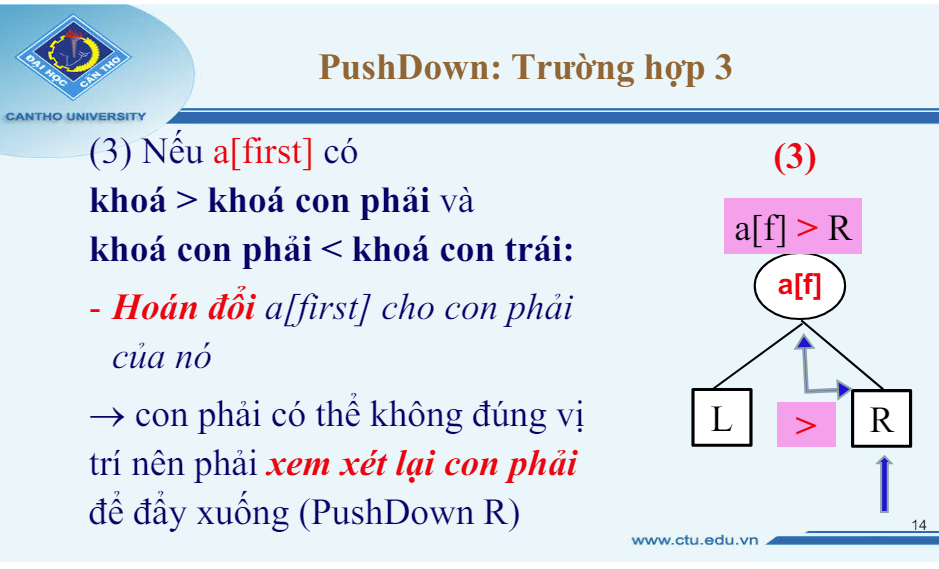 ĐẠI HỌC CẦN THƠ
CANTHO UNIVERSITY
PushDown: Trường hợp 3
(3) Nếu a[first] có
khoá > khoá con phải và
khoá con phải < khoá con trái:
- Hoán đổi a[first] cho con phải
của nó
→ con phải có thể không đúng vị
trí nên phải xem xét lại con phải
để đẩy xuống (PushDown R)
(3)
a[f] > R
a[f]
L > R
www.ctu.edu.vn
14